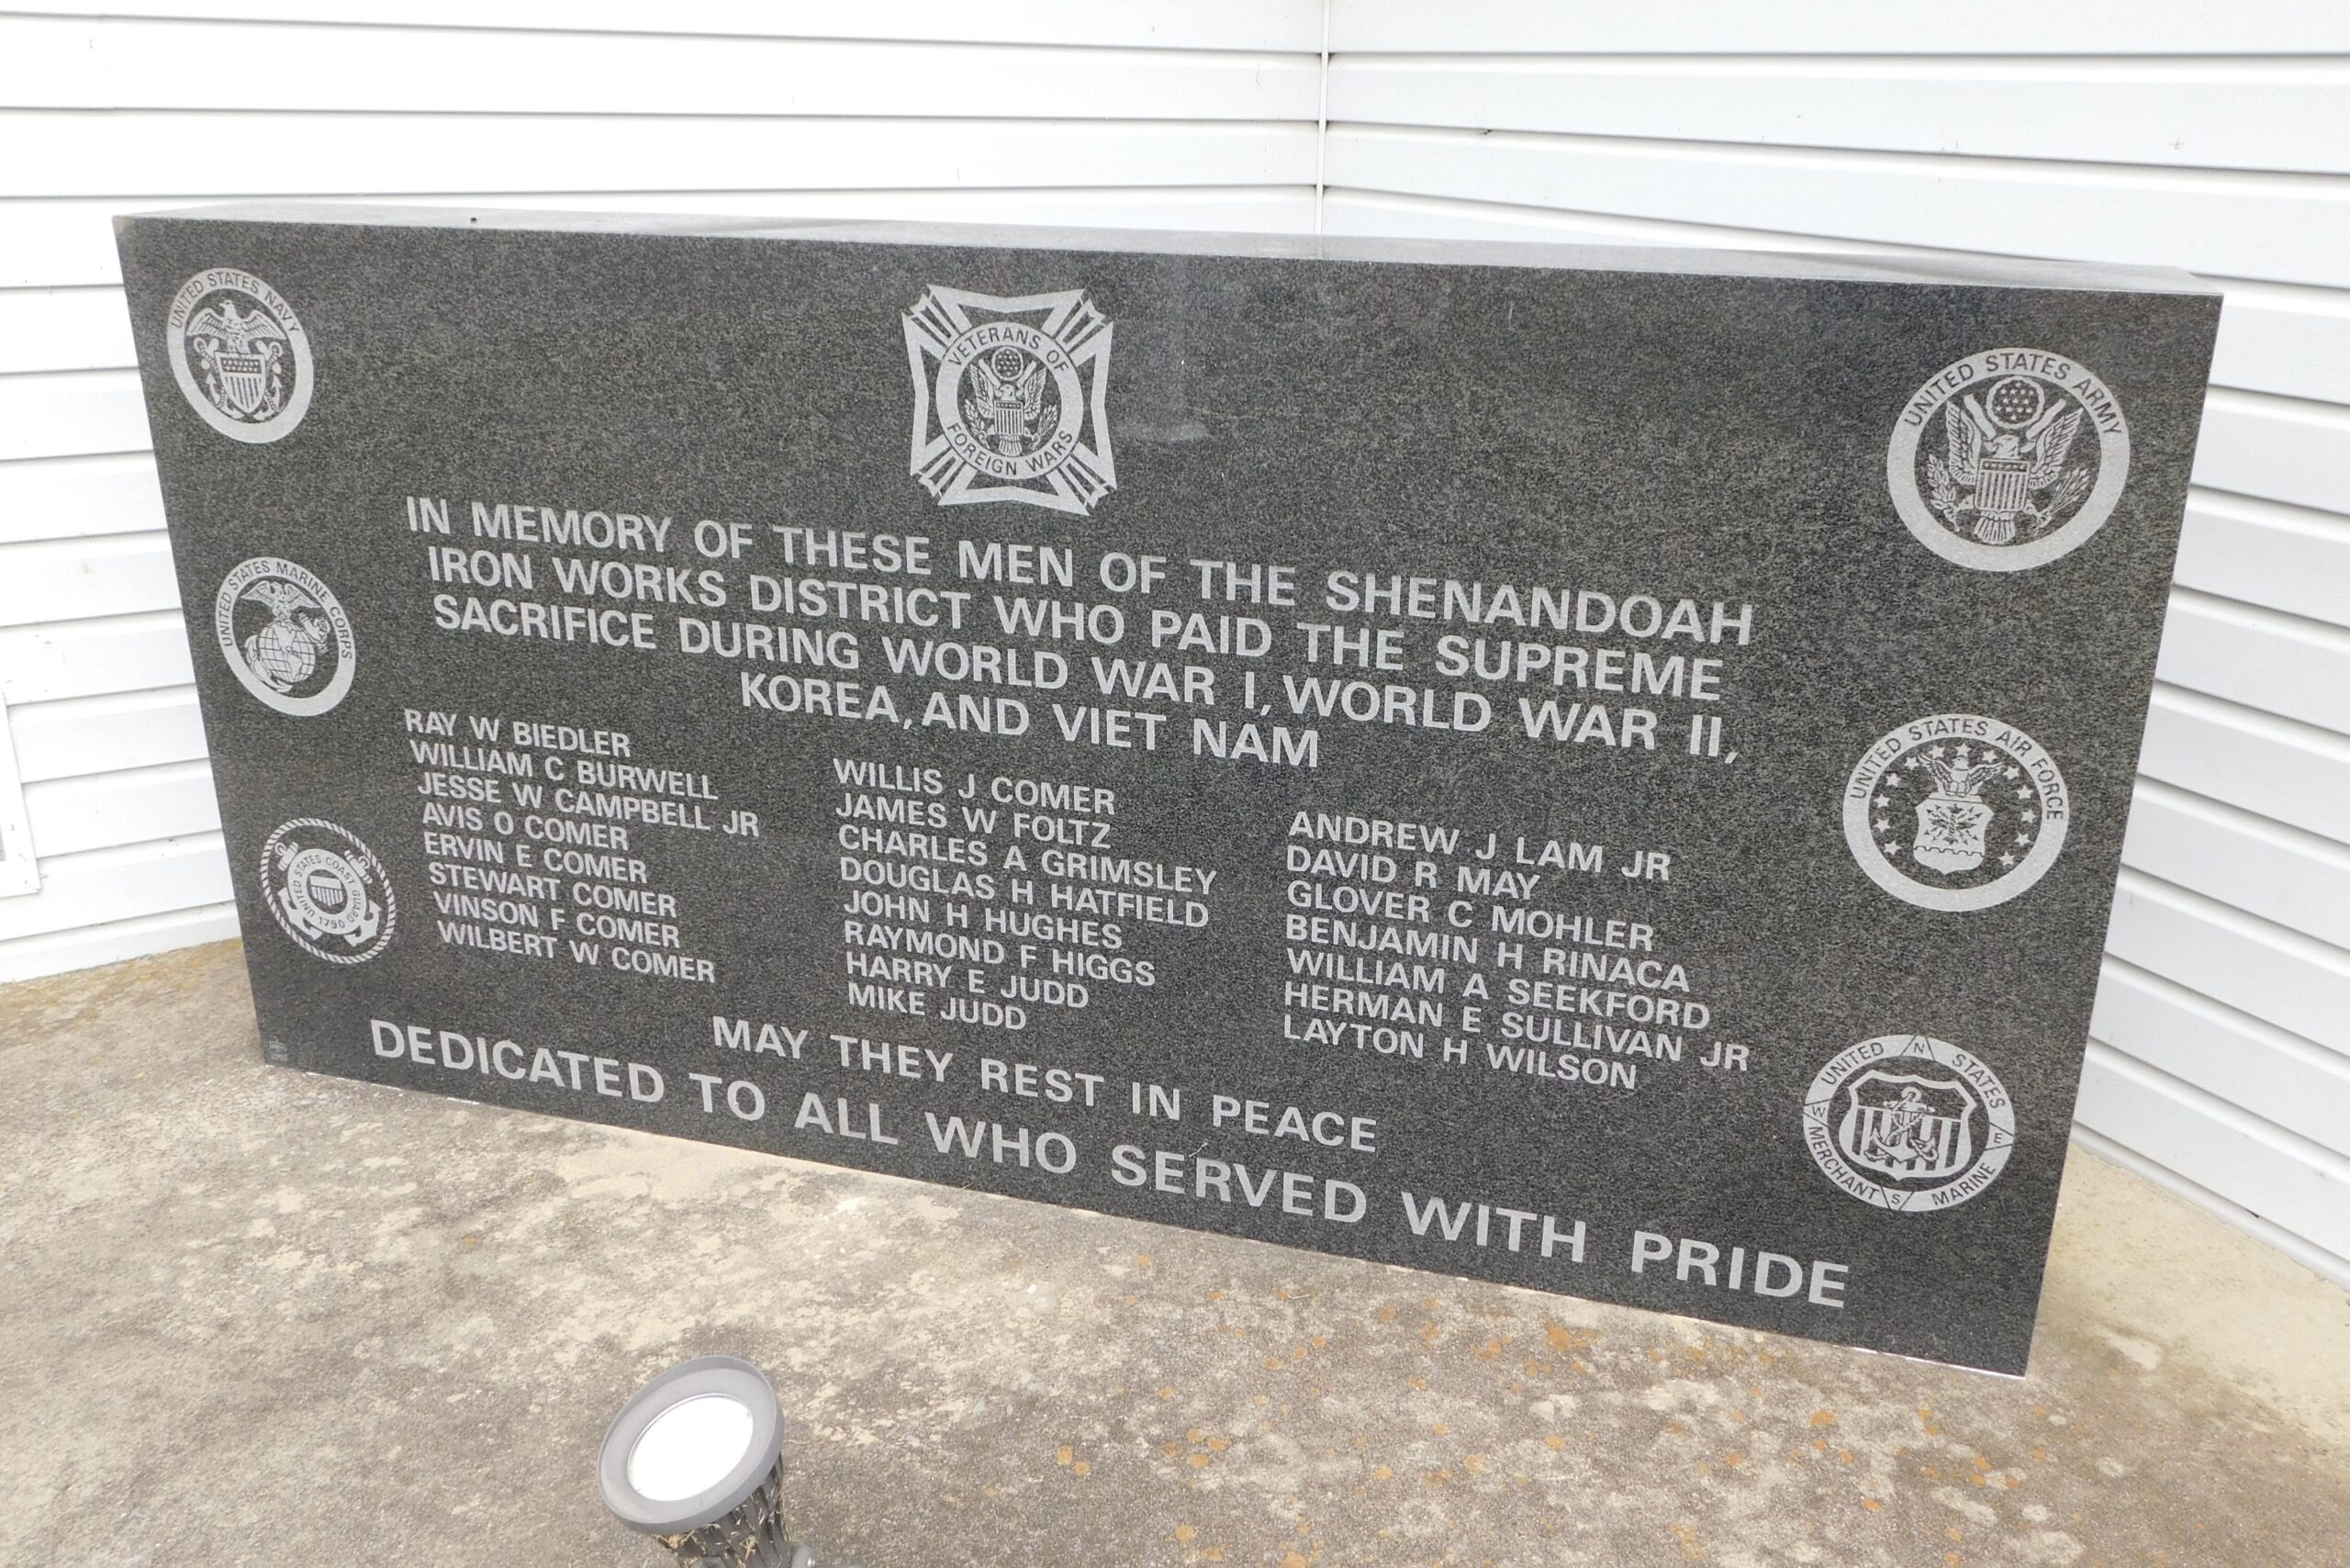 UNITED STATES NAVY
VETERANS OF
FOREIGN WARS
UNITED STATES ARMY
UNITED STATES MARINE CORPS
UNITED STATES AIR FORCE
UNITED STATES COAST GUARD
1790
IN MEMORY OF THESE MEN OF THE SHENANDOAH
IRON WORKS DISTRICT WHO PAID THE SUPREME
SACRIFICE DURING WORLD WAR I, WORLD WAR II,
KOREA, AND VIET NAM
RAY W BIEDLER
WILLIAM C BURWELL
JESSE W CAMPBELL JR
AVIS O COMER
ERVIN E COMER
STEWART COMER
VINSON F COMER
WILBERT W COMER
WILLIS J COMER
JAMES W FOLTZ
CHARLES A GRIMSLEY
DOUGLAS H HATFIELD
JOHN H HUGHES
RAYMOND F HIGGS
HARRY E JUDD
MIKE JUDD
ANDREW J LAM JR
DAVID R MAY
GLOVER C MOHLER
BENJAMIN H RINACA
WILLIAM A SEEKFORD
HERMAN E SULLIVAN JR
LAYTON H WILSON
UNITED N STATES
W E
MERCHANT S MARINE
MAY THEY REST IN PEACE
DEDICATED TO ALL WHO SERVED WITH PRIDE